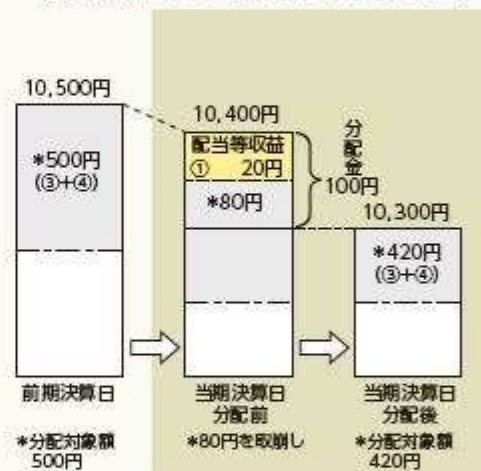 10,500円
*500円
(③+④)
前期決算日
*分配対象額
500円
10,400円
配当等収益
① 20円
*80円
分配金
100円
当期決算日
分配前
*80円を取崩し
10,300円
*420円
(③+④)
当期決算日
分配後
*分配対象額
420円